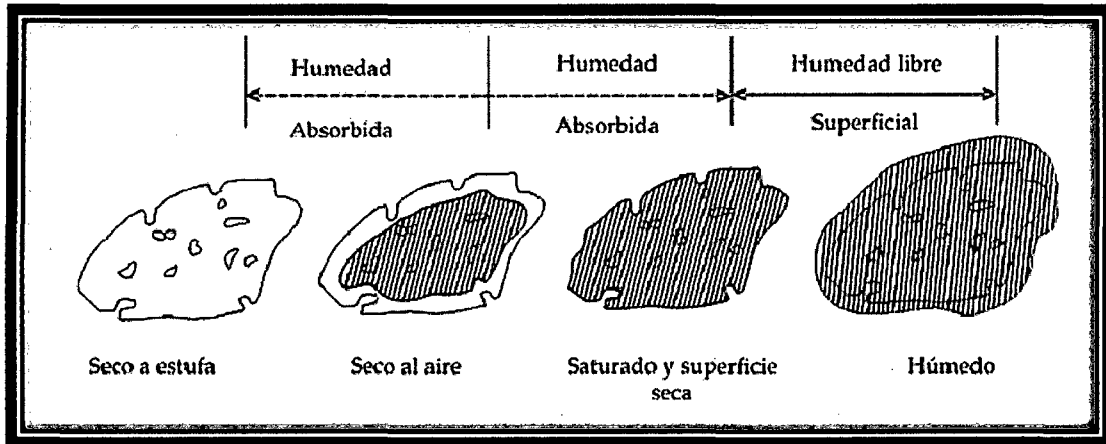 Humedad
Absorbida
Humedad
Absorbida
Humedad libre
Superficial
Seco a estufa
Seco al aire
Saturado y superficie
seca
Húmedo